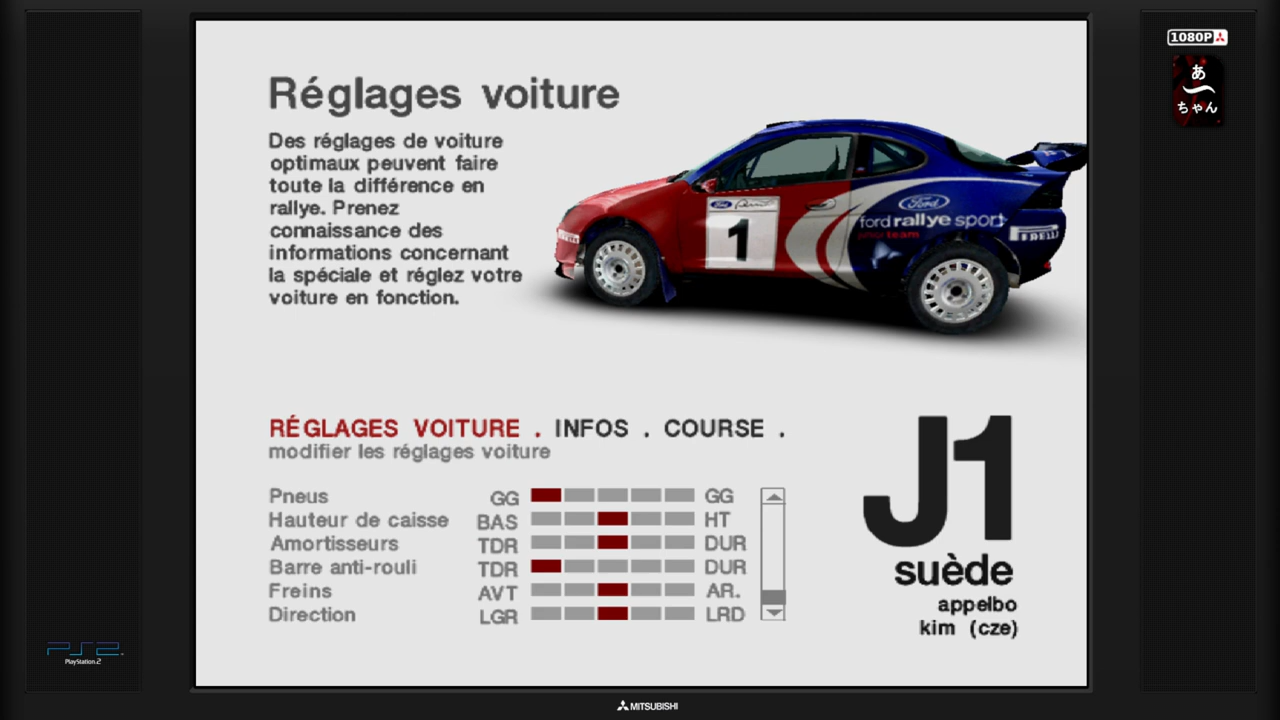 1080P
あ
ー
ちゃん
Réglages voiture
Des réglages de voiture
optimaux peuvent faire
toute la différence en
rallye. Prenez
connaissance des
informations concernant
la spéciale et réglez votre
voiture en fonction.
Ford
1
Ford
ford rallye sport
team
PIRELLI
RÉGLAGES VOITURE . INFOS . COURSE .
modifier les réglages voiture
Pneus GG GG
Hauteur de caisse BAS HT
Amortisseurs TDR DUR
Barre anti-rouli TDR DUR
Freins AVT AR.
Direction LGR LRD
J1
suède
appelbo
kim (cze)
PS2
PlayStation.2
MITSUBISHI